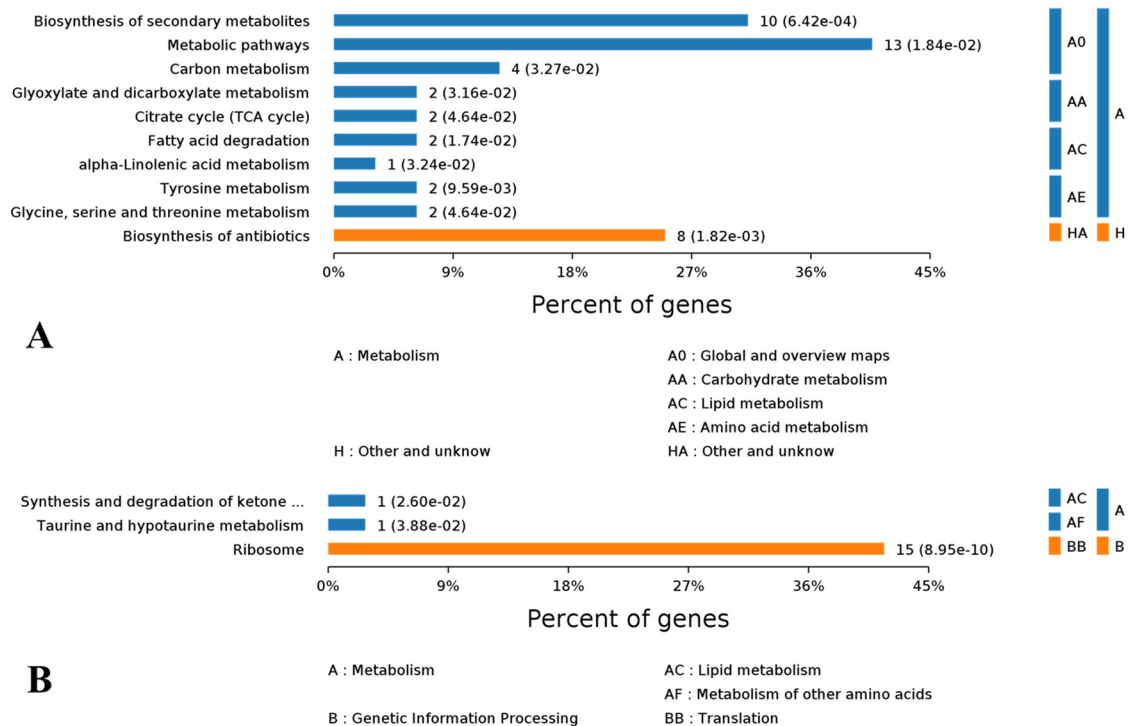 Biosynthesis of secondary metabolites 10 (6.42e-04)
Metabolic pathways 13 (1.84e-02) A0
Carbon metabolism 4 (3.27e-02)
Glyoxylate and dicarboxylate metabolism 2 (3.16e-02) AA
Citrate cycle (TCA cycle) 2 (4.64e-02) A
Fatty acid degradation 2 (1.74e-02) AC
alpha-Linolenic acid metabolism 1 (3.24e-02)
Tyrosine metabolism 2 (9.59e-03) AE
Glycine, serine and threonine metabolism 2 (4.64e-02)
Biosynthesis of antibiotics 8 (1.82e-03) HA H
0% 9% 18% 27% 36% 45%
Percent of genes
A
A : Metabolism A0 : Global and overview maps
AA : Carbohydrate metabolism
AC : Lipid metabolism
AE : Amino acid metabolism
H : Other and unknow HA : Other and unknow
Synthesis and degradation of ketone ... 1 (2.60e-02) AC A
Taurine and hypotaurine metabolism 1 (3.88e-02) AF
Ribosome 15 (8.95e-10) BB B
0% 9% 18% 27% 36% 45%
Percent of genes
B
A : Metabolism AC : Lipid metabolism
AF : Metabolism of other amino acids
B : Genetic Information Processing BB : Translation